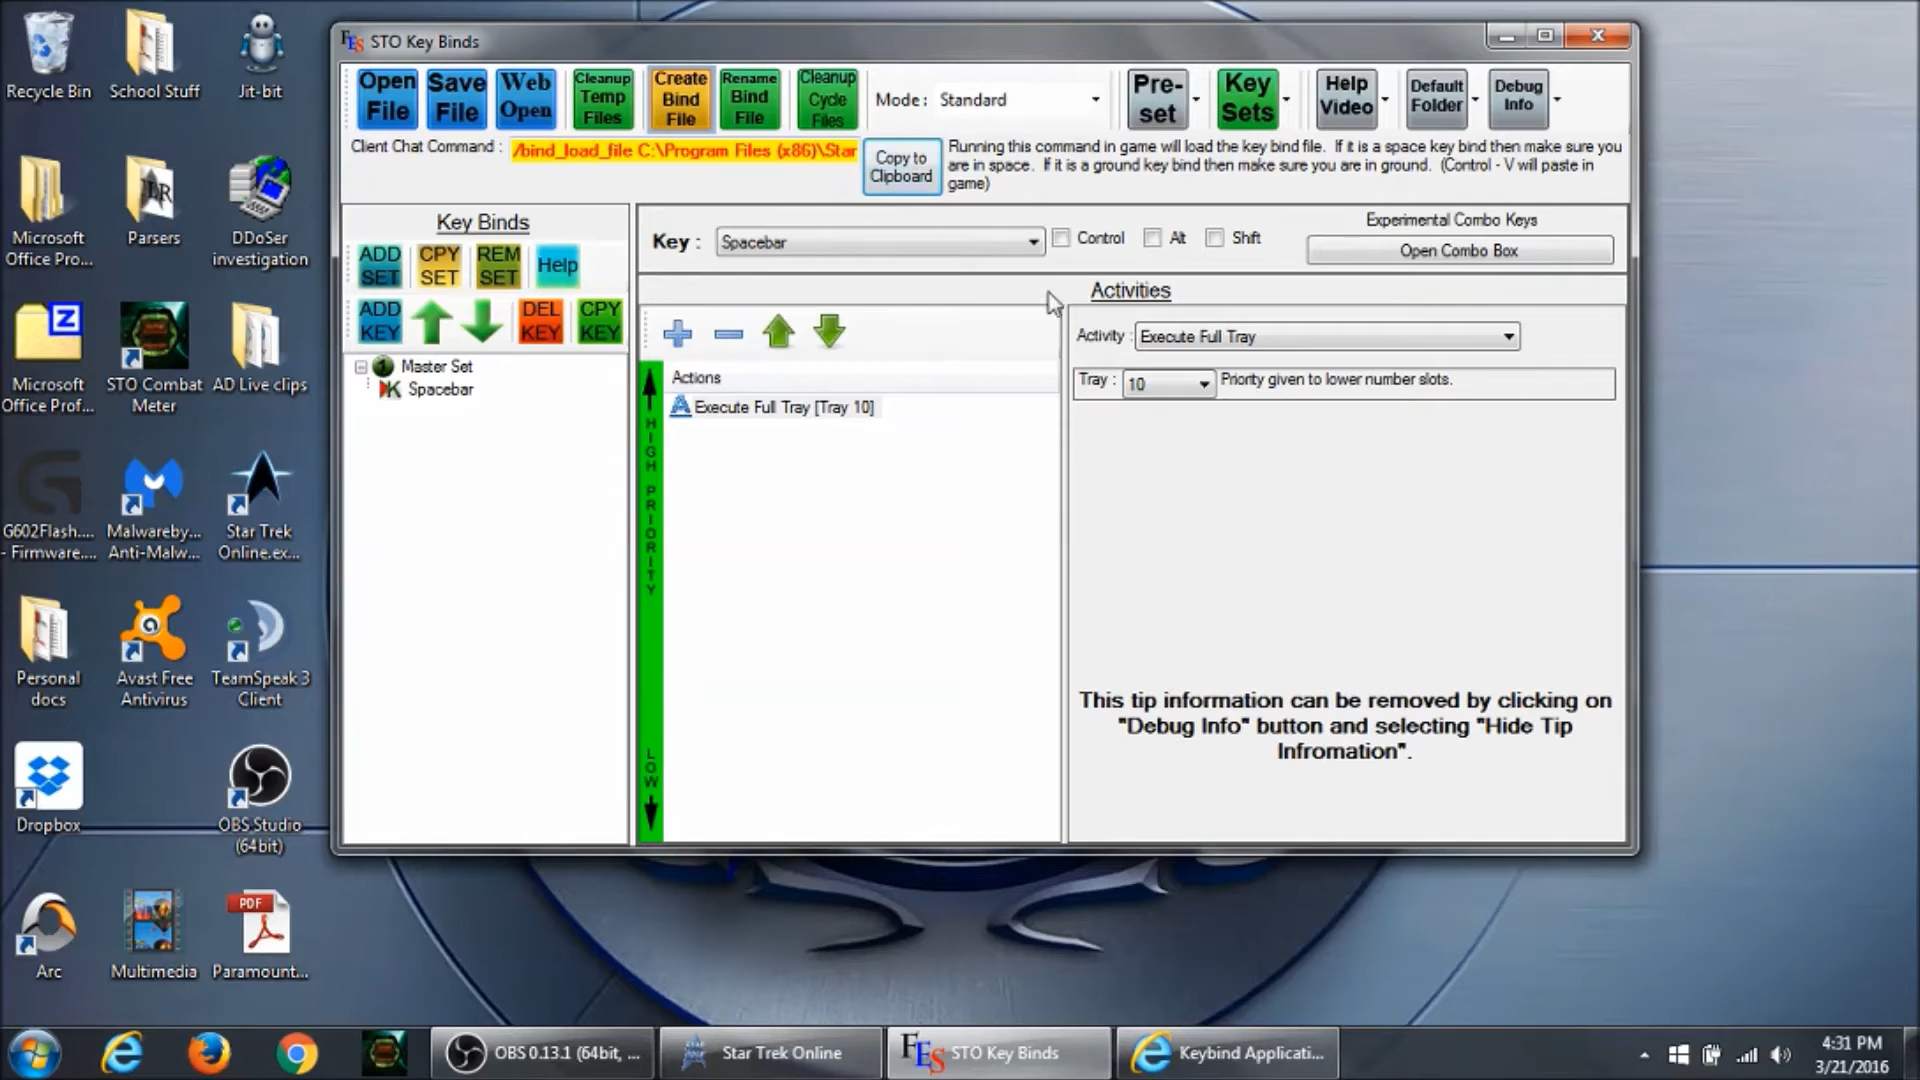 Recycle Bin
School Stuff
Jit-bit
Microsoft
Office Pro...
Parsers
DDoSer
investigation
Microsoft
Office Prof...
STO Combat
Meter
AD Live clips
G602Flash....
- Firmware....
Malwareby...
Anti-Malw...
Star Trek
Online.ex...
Personal
docs
Avast Free
Antivirus
TeamSpeak 3
Client
Dropbox
OBS Studio
(64bit)
Arc
Multimedia
PDF
Paramount...
FES STO Key Binds
Open
File
Save
File
Web
Open
Cleanup
Temp
Files
Create
Bind
File
Rename
Bind
File
Cleanup
Cycle
Files
Mode: Standard
Pre-
set
Key
Sets
Help
Video
Default
Folder
Debug
Info
Client Chat Command :
/bind_load_file C:\Program Files (x86)\Star
Copy to
Clipboard
Running this command in game will load the key bind file. If it is a space key bind then make sure you
are in space. If it is a ground key bind then make sure you are in ground. (Control - V will paste in
game)
Key Binds
ADD
SET
CPY
SET
REM
SET
Help
ADD
KEY
DEL
KEY
CPY
KEY
1 Master Set
K Spacebar
Key : Spacebar
Control
Alt
Shift
Experimental Combo Keys
Open Combo Box
Activities
Actions
A Execute Full Tray [Tray 10]
HIGH PRIORITY
LOW
Activity : Execute Full Tray
Tray : 10 Priority given to lower number slots.
This tip information can be removed by clicking on
"Debug Info" button and selecting "Hide Tip
Infromation".
OBS 0.13.1 (64bit, ...
Star Trek Online
FES STO Key Binds
Keybind Applicati...
4:31 PM
3/21/2016